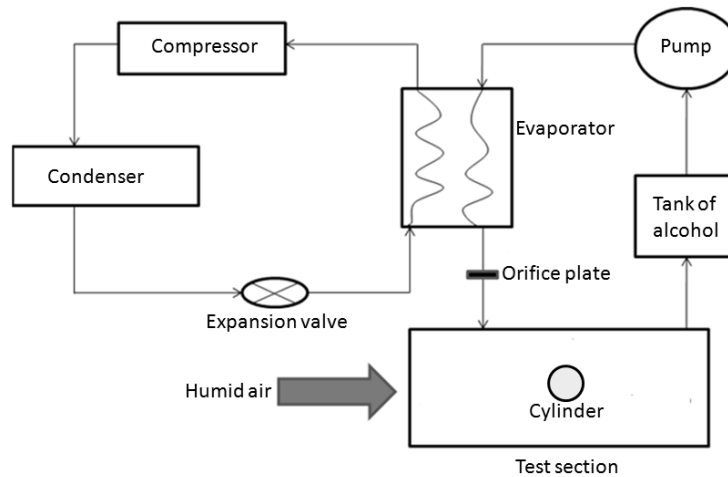 Compressor
Pump
Evaporator
Condenser
Tank of
alcohol
Orifice plate
Expansion valve
Humid air
Cylinder
Test section